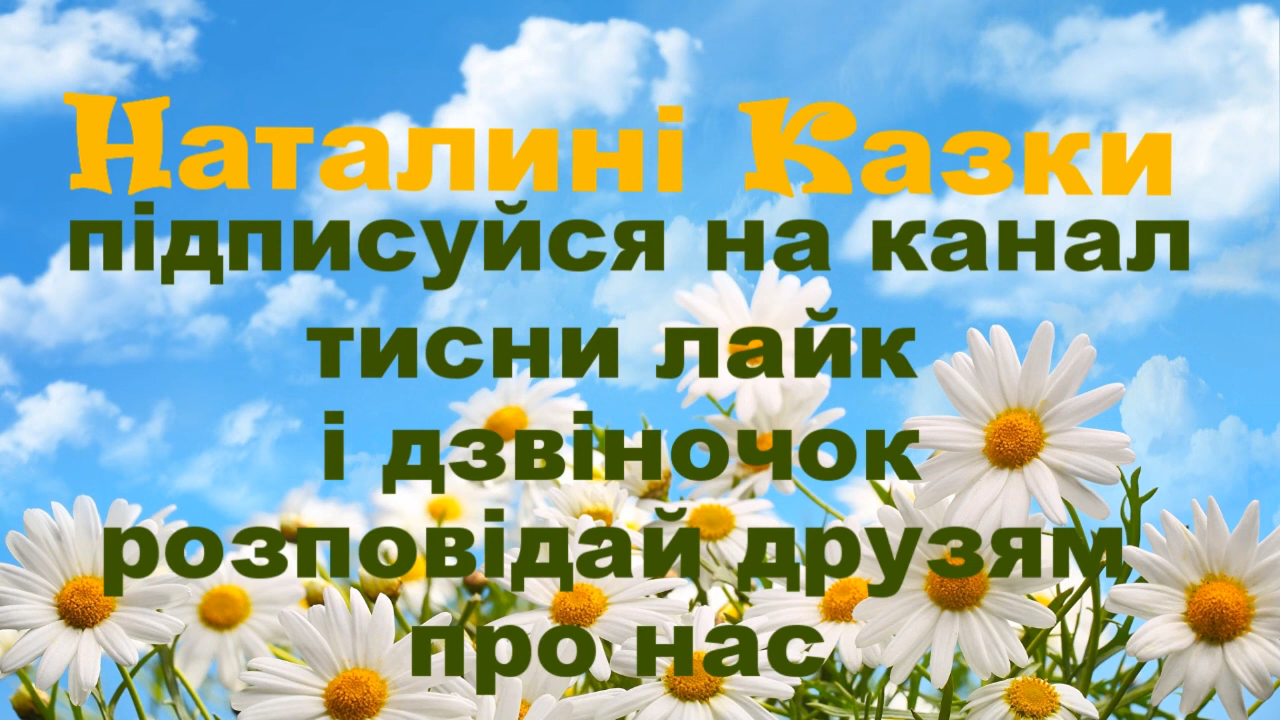 Наталині Казки
підписуйся на канал
тисни лайк
і дзвіночок
розповідай друзям
про нас